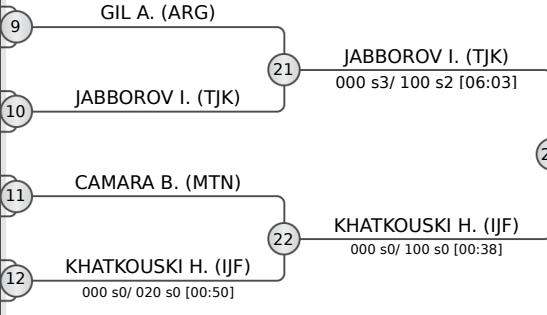 GIL A. (ARG)
9
21
JABBOROV I. (TJK)
000 s3/ 100 s2 [06:03]
JABBOROV I. (TJK)
10
CAMARA B. (MTN)
11
22
KHATKOUSKI H. (IJF)
000 s0/ 100 s0 [00:38]
KHATKOUSKI H. (IJF)
12
000 s0/ 020 s0 [00:50]